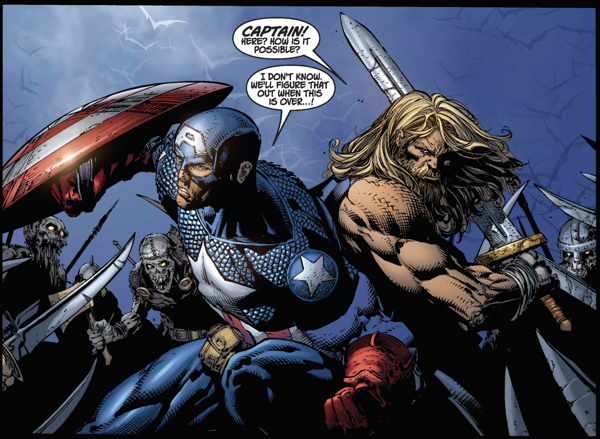 CAPTAIN!
HERE? HOW IS IT
POSSIBLE?
I DON'T KNOW.
WE'LL FIGURE THAT
OUT WHEN THIS
IS OVER...!